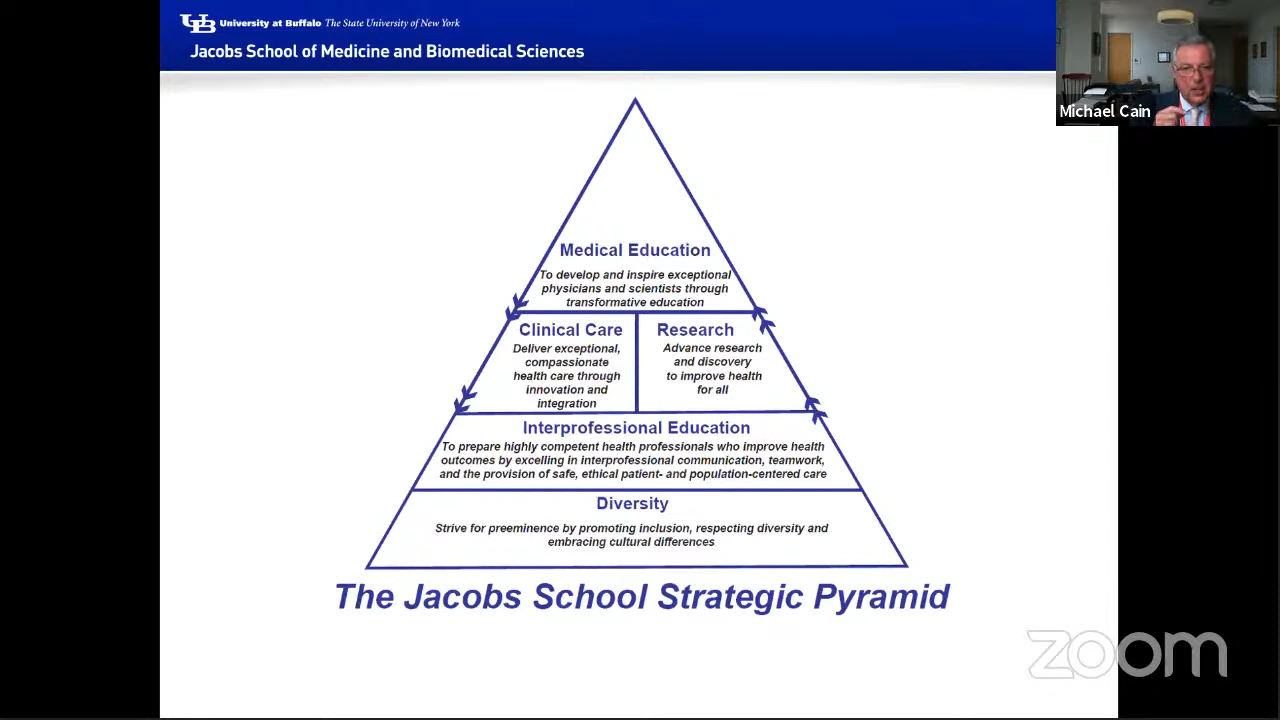 UB University at Buffalo The State University of New York
Jacobs School of Medicine and Biomedical Sciences
Michael Cain
Medical Education
To develop and inspire exceptional
physicians and scientists through
transformative education
Clinical Care
Deliver exceptional,
compassionate
health care through
innovation and
integration
Research
Advance research
and discovery
to improve health
for all
Interprofessional Education
To prepare highly competent health professionals who improve health
outcomes by excelling in interprofessional communication, teamwork,
and the provision of safe, ethical patient- and population-centered care
Diversity
Strive for preeminence by promoting inclusion, respecting diversity and
embracing cultural differences
The Jacobs School Strategic Pyramid
zoom